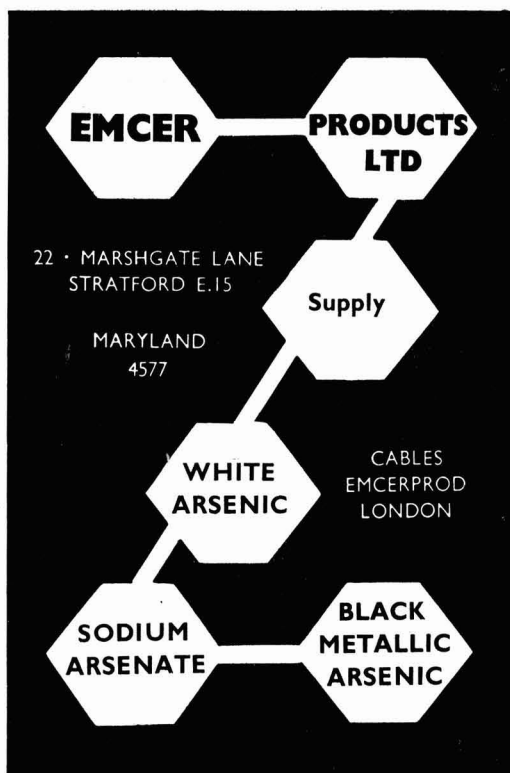 EMCER
PRODUCTS
LTD
22 · MARSHGATE LANE
STRATFORD E.15
Supply
MARYLAND
4577
WHITE
ARSENIC
CABLES
EMCERPROD
LONDON
SODIUM
ARSENATE
BLACK
METALLIC
ARSENIC